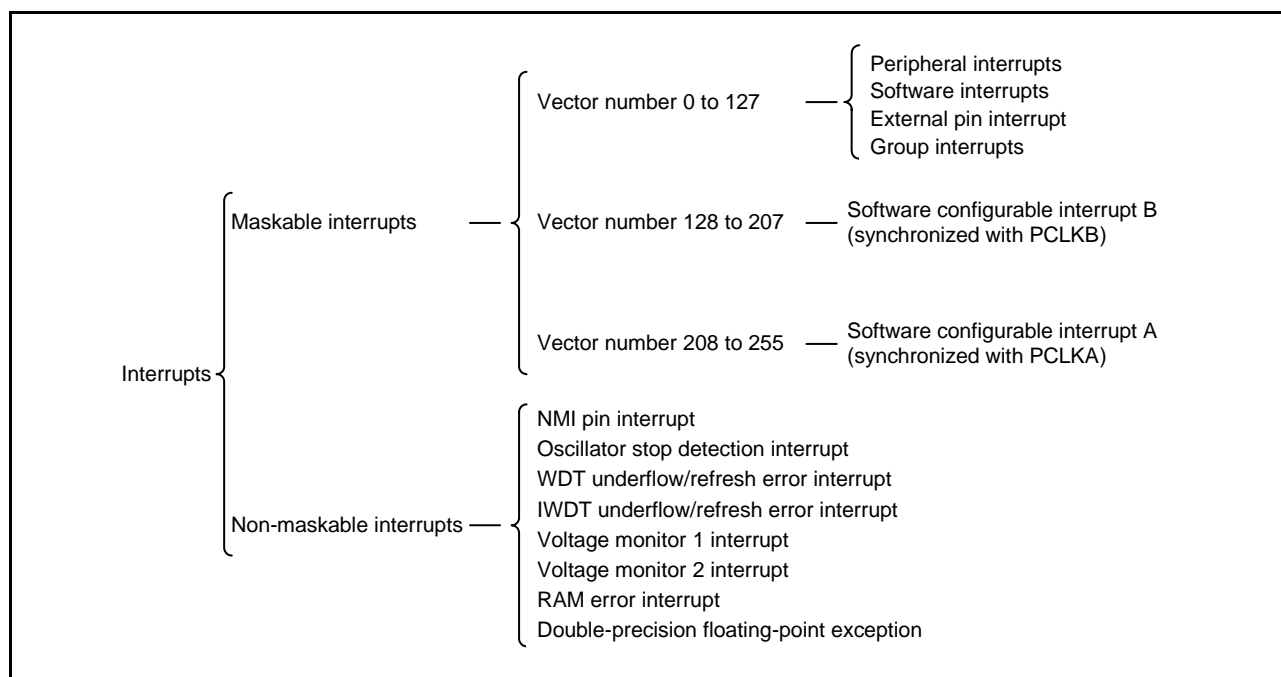 Interrupts
Maskable interrupts
Vector number 0 to 127
Peripheral interrupts
Software interrupts
External pin interrupt
Group interrupts
Vector number 128 to 207
Software configurable interrupt B
(synchronized with PCLKB)
Vector number 208 to 255
Software configurable interrupt A
(synchronized with PCLKA)
Non-maskable interrupts
NMI pin interrupt
Oscillator stop detection interrupt
WDT underflow/refresh error interrupt
IWDT underflow/refresh error interrupt
Voltage monitor 1 interrupt
Voltage monitor 2 interrupt
RAM error interrupt
Double-precision floating-point exception